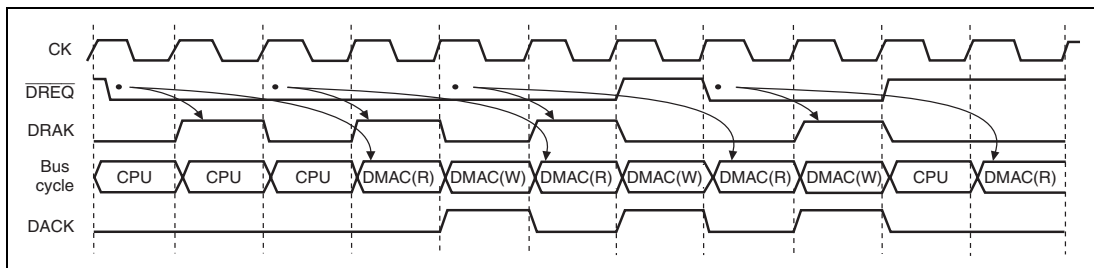 CK
DREQ
DRAK
Bus
cycle
CPU CPU CPU DMAC(R) DMAC(W) DMAC(R) DMAC(W) DMAC(R) DMAC(W) CPU DMAC(R)
DACK